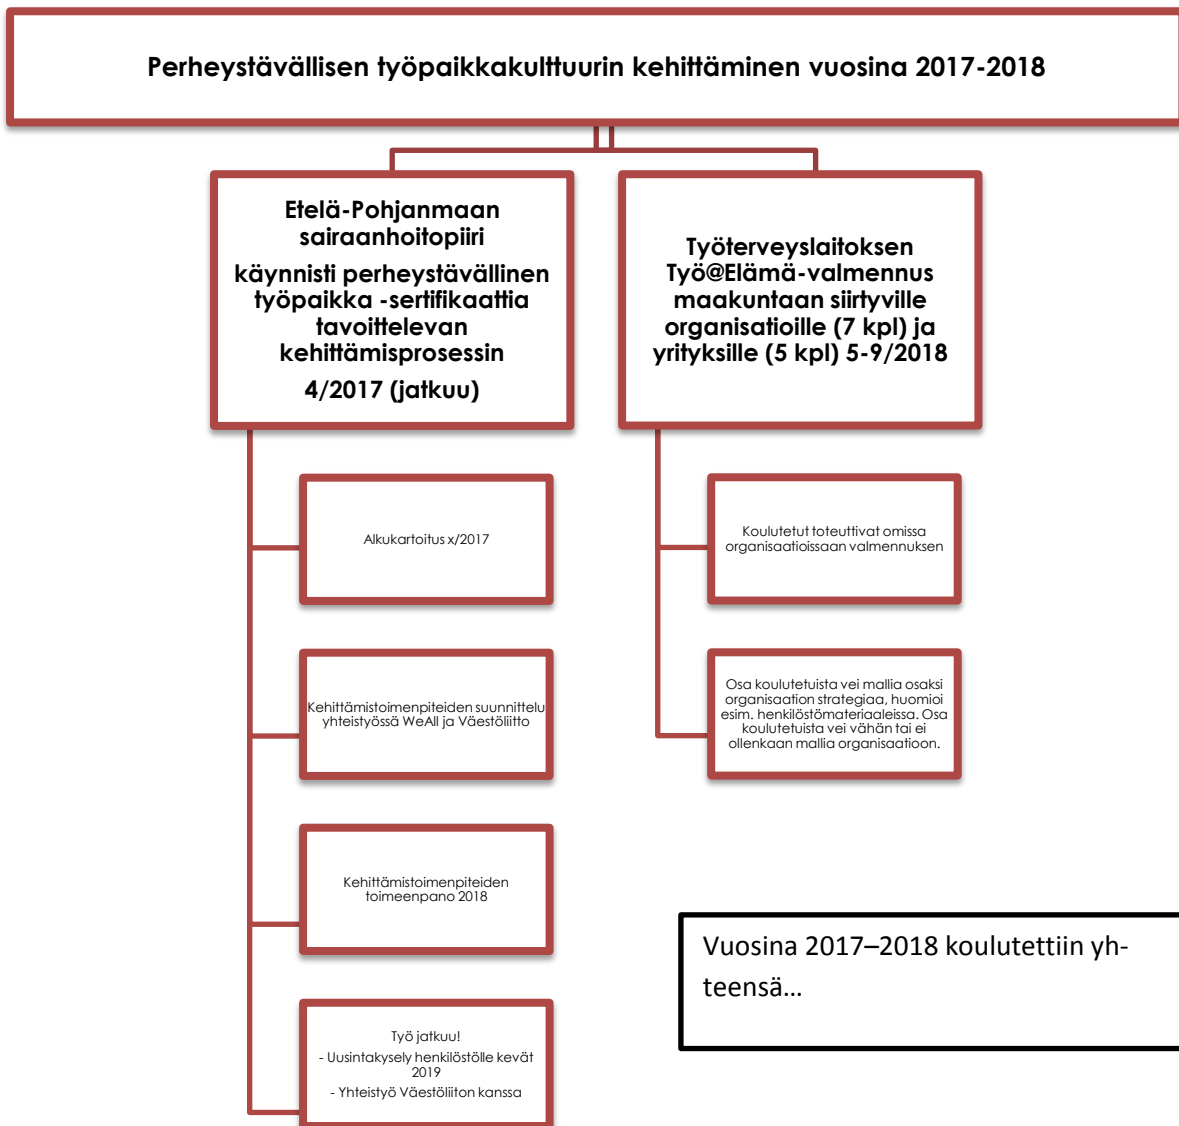 Perheystävällisen työpaikkakulttuurin kehittäminen vuosina 2017-2018
Etelä-Pohjanmaan
sairaanhoitopiiri
käynnisti perheystävällinen
työpaikka -sertifikaattia
tavoittelevan
kehittämisprosessin
4/2017 (jatkuu)
Työterveyslaitoksen
Työ@Elämä-valmennus
maakuntaan siirtyville
organisatioille (7 kpl) ja
yrityksille (5 kpl) 5-9/2018
Alkukartoitus x/2017
Kehittämistoimenpiteiden suunnittelu
yhteistyössä WeAll ja Väestöliitto
Kehittämistoimenpiteiden
toimeenpano 2018
Työ jatkuu!
- Uusintakysely henkilöstölle kevät
2019
- Yhteistyö Väestöliiton kanssa
Koulutetut toteuttivat omissa
organisaatioissaan valmennuksen
Osa koulutetuista vei mallia osaksi
organisaation strategiaa, huomioi
esim. henkilöstömateriaaleissa. Osa
koulutetuista vei vähän tai ei
ollenkaan mallia organisaatioon.
Vuosina 2017–2018 koulutettiin yh-
teensä...